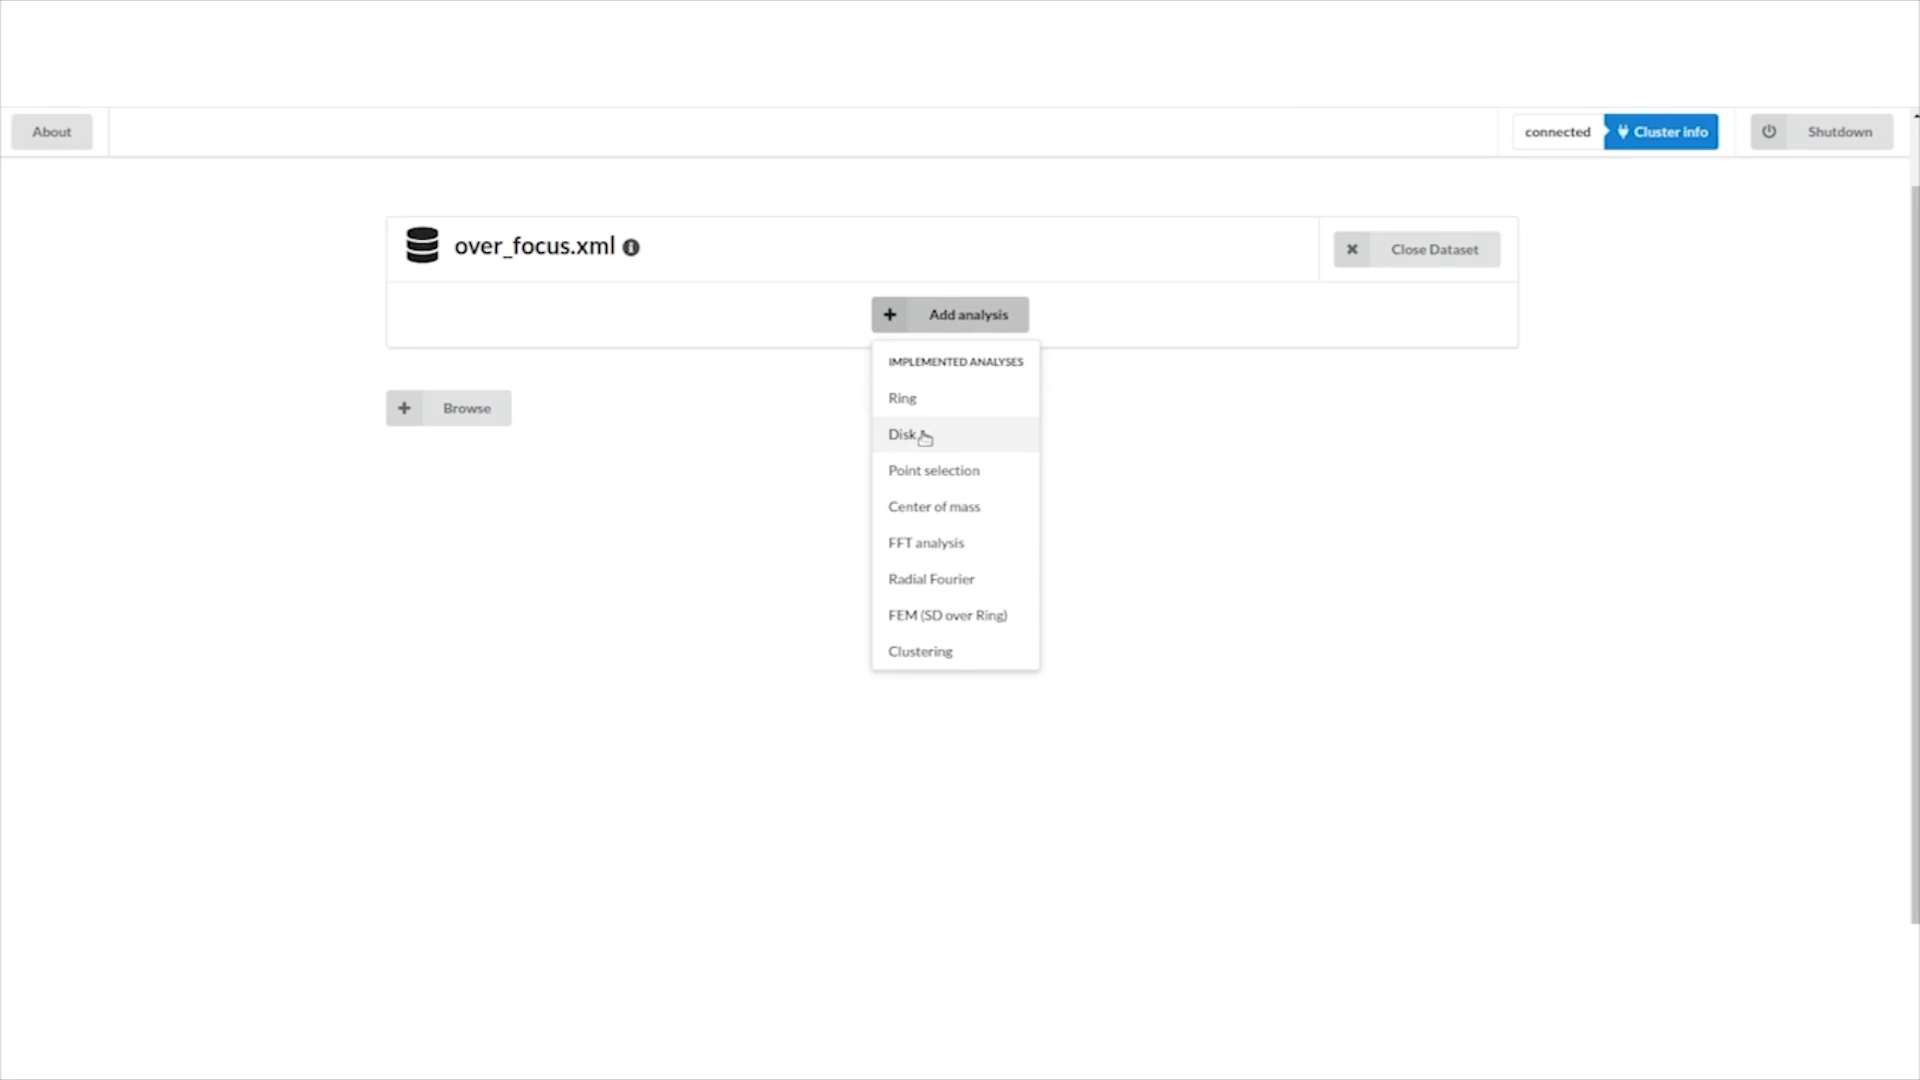 About
connected
Cluster info
Shutdown
over_focus.xml
Close Dataset
Add analysis
IMPLEMENTED ANALYSES
Ring
Browse
Disk
Point selection
Center of mass
FFT analysis
Radial Fourier
FEM (SD over Ring)
Clustering